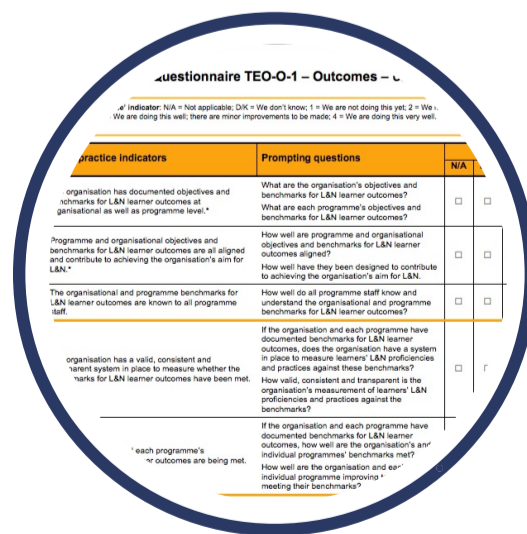 Questionnaire TEO-O-1 – Outcomes –
indicator: N/A = Not applicable; D/K = We don't know; 1 = We are not doing this yet; 2 = We
We are doing this well; there are minor improvements to be made; 4 = We are doing this very well.
practice indicators
Prompting questions
N/A
organisation has documented objectives and
benchmarks for L&N learner outcomes at
organisational as well as programme level.*
What are the organisation's objectives and
benchmarks for L&N learner outcomes?
What are each programme's objectives and
benchmarks for L&N learner outcomes?
Programme and organisational objectives and
benchmarks for L&N learner outcomes are all aligned
and contribute to achieving the organisation's aim for
L&N.*
How well are programme and organisational
objectives and benchmarks for L&N learner
outcomes aligned?
How well have they been designed to contribute
to achieving the organisation's aim for L&N.
The organisational and programme benchmarks for
L&N learner outcomes are known to all programme
staff.
How well do all programme staff know and
understand the organisational and programme
benchmarks for L&N learner outcomes?
organisation has a valid, consistent and
transparent system in place to measure whether the
benchmarks for L&N learner outcomes have been met.
If the organisation and each programme have
documented benchmarks for L&N learner
outcomes, does the organisation have a system
in place to measure learners' L&N proficiencies
and practices against these benchmarks?
How valid, consistent and transparent is the
organisation's measurement of learners' L&N
proficiencies and practices against the
benchmarks?
each programme's
outcomes are being met.
If the organisation and each programme have
documented benchmarks for L&N learner
outcomes, how well are the organisation's and
individual programmes' benchmarks met?
How well are the organisation and each
individual programme improving
meeting their benchmarks?